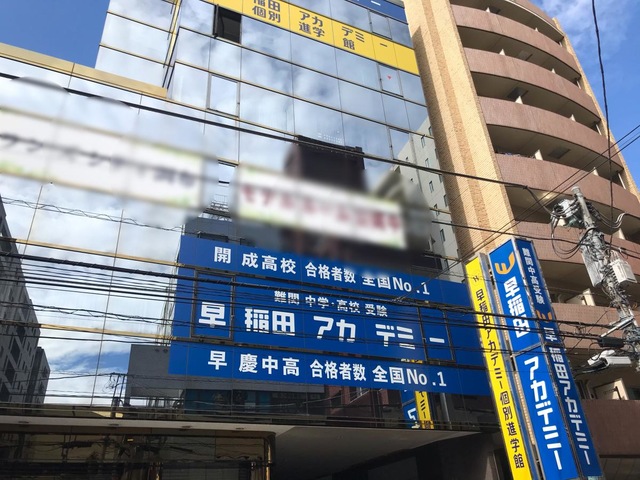 早稲田 アカデミー
個別 進学館
開成高校 合格者数 全国No.1
難関 中学・高校 受験
早稲田 アカデミー
早慶中高 合格者数 全国No.1
早稲田アカデミー個別進学館
早稲田アカデミー
難関中学・高校受験
早稲田アカデミー